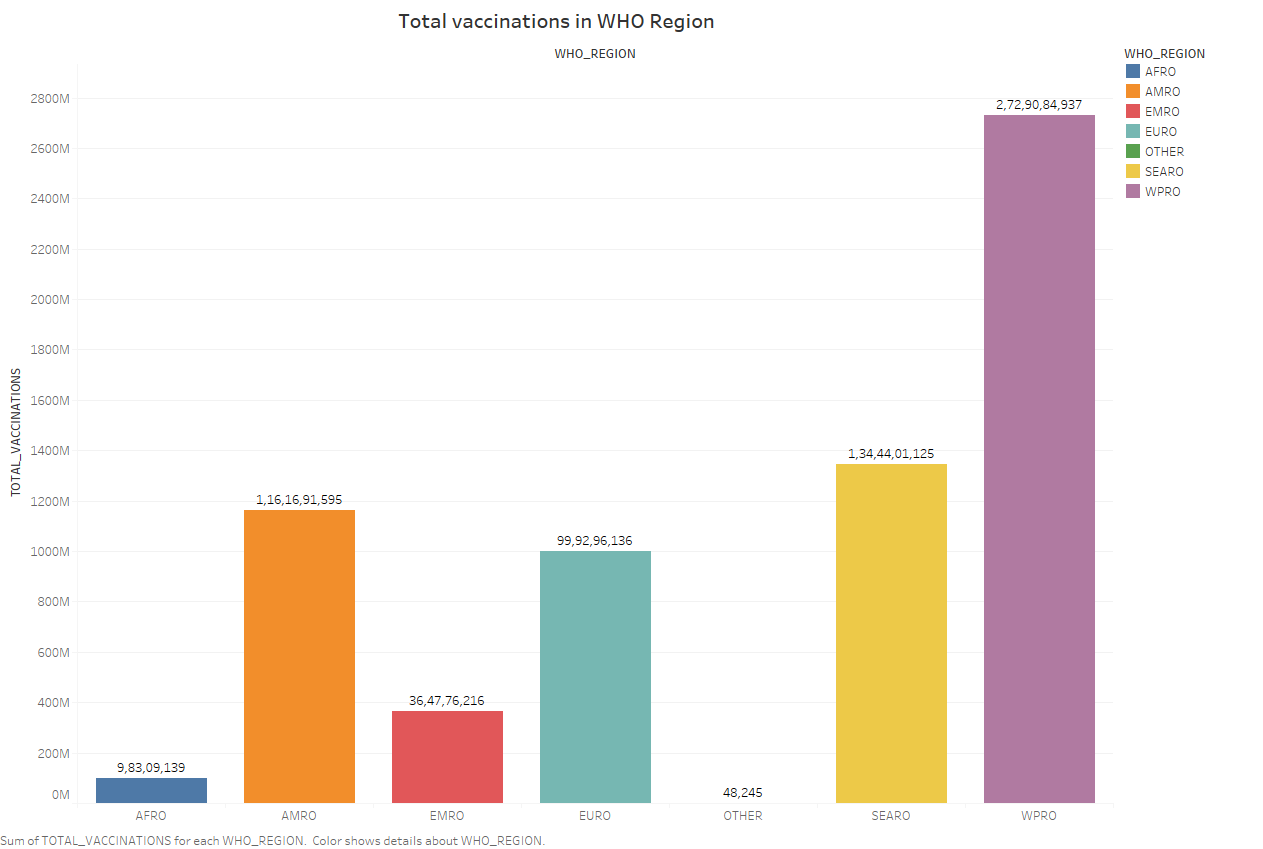 Total vaccinations in WHO Region
WHO_REGION
WHO_REGION
AFRO
AMRO
EMRO
EURO
OTHER
SEARO
WPRO
TOTAL_VACCINATIONS
2800M
2600M
2400M
2200M
2000M
1800M
1600M
1400M
1200M
1000M
800M
600M
400M
200M
0M
9,83,09,139
1,16,16,91,595
36,47,76,216
99,92,96,136
48,245
1,34,44,01,125
2,72,90,84,937
AFRO
AMRO
EMRO
EURO
OTHER
SEARO
WPRO
Sum of TOTAL_VACCINATIONS for each WHO_REGION. Color shows details about WHO_REGION.